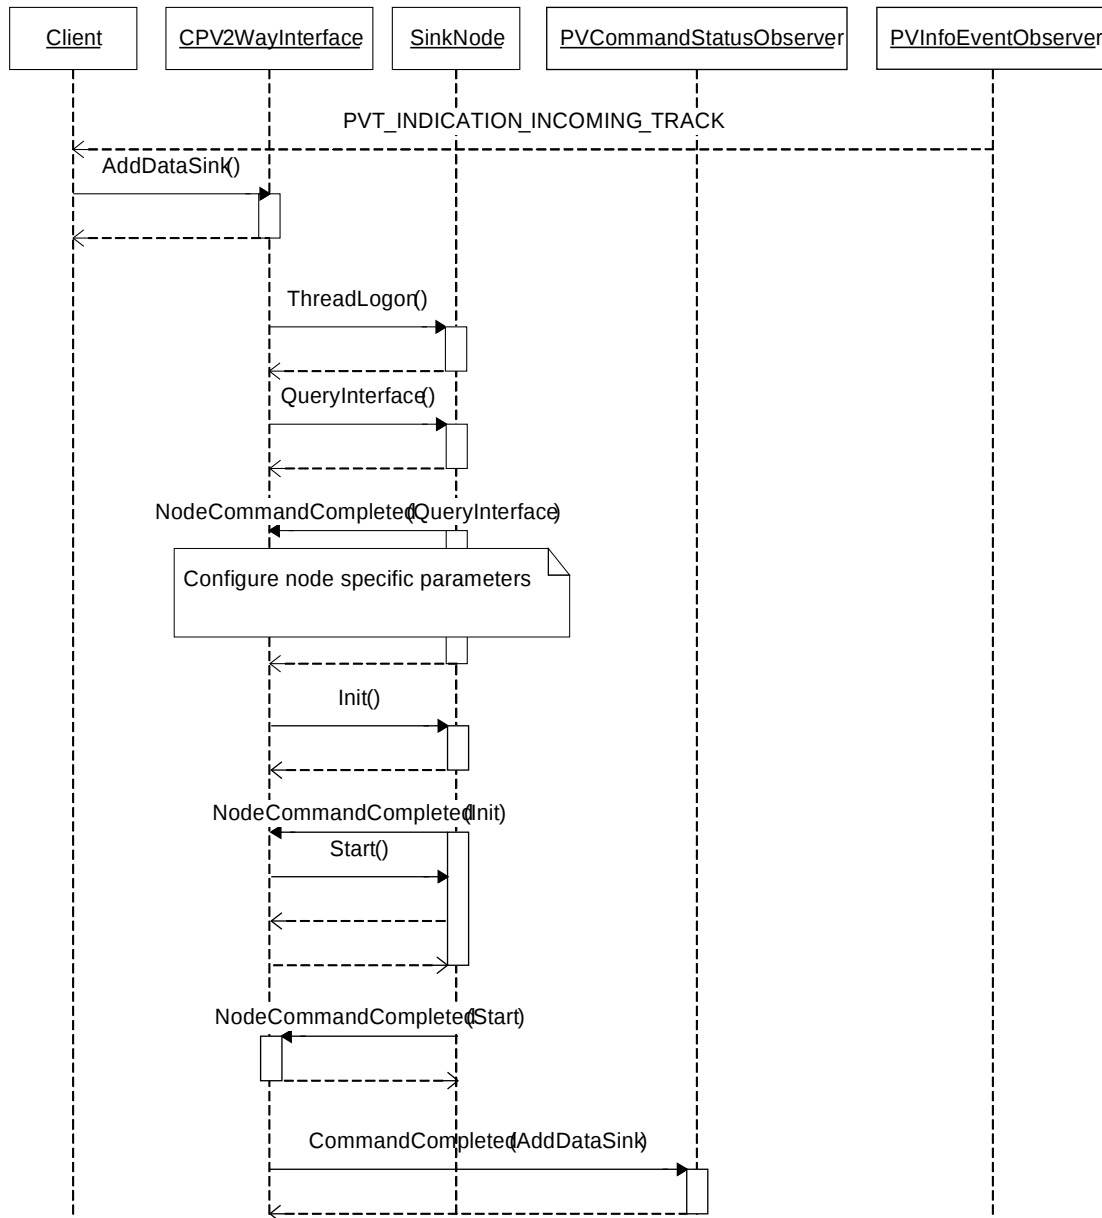 Client
CPV2WayInterface
SinkNode
PVCommandStatusObserver
PVInfoEventObserver
PVT_INDICATION_INCOMING_TRACK
AddDataSink()
ThreadLogon()
QueryInterface()
NodeCommandCompleted(QueryInterface)
Configure node specific parameters
Init()
NodeCommandCompleted(Init)
Start()
NodeCommandCompleted(Start)
CommandCompleted(AddDataSink)